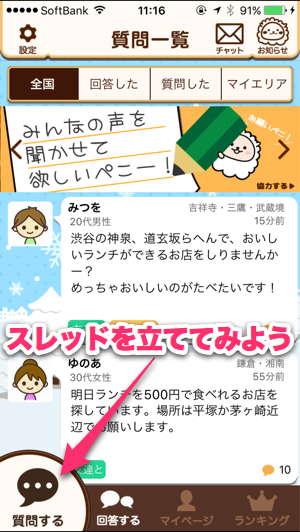 SoftBank 11:16 91%
設定
質問一覧
チャット
お知らせ
全国
回答した
質問した
マイエリア
みんなの声を
聞かせて
欲しいペニー!
お願いペニー!
協力する
みつを
吉祥寺・三鷹・武蔵境
20代男性
15分前
渋谷の神泉、道玄坂らへんで、おいし
いランチができるお店をしりませんか
ー?
めっちゃおいしいのがたべたいです!
スレッドを立ててみよう
ゆのあ
鎌倉・湘南
30代女性
55分前
明日ランチを500円で食べれるお店を
探しています。場所は平塚か茅ヶ崎近
辺でお願いします。
達と
10
質問する
回答する
マイページ
ランキング